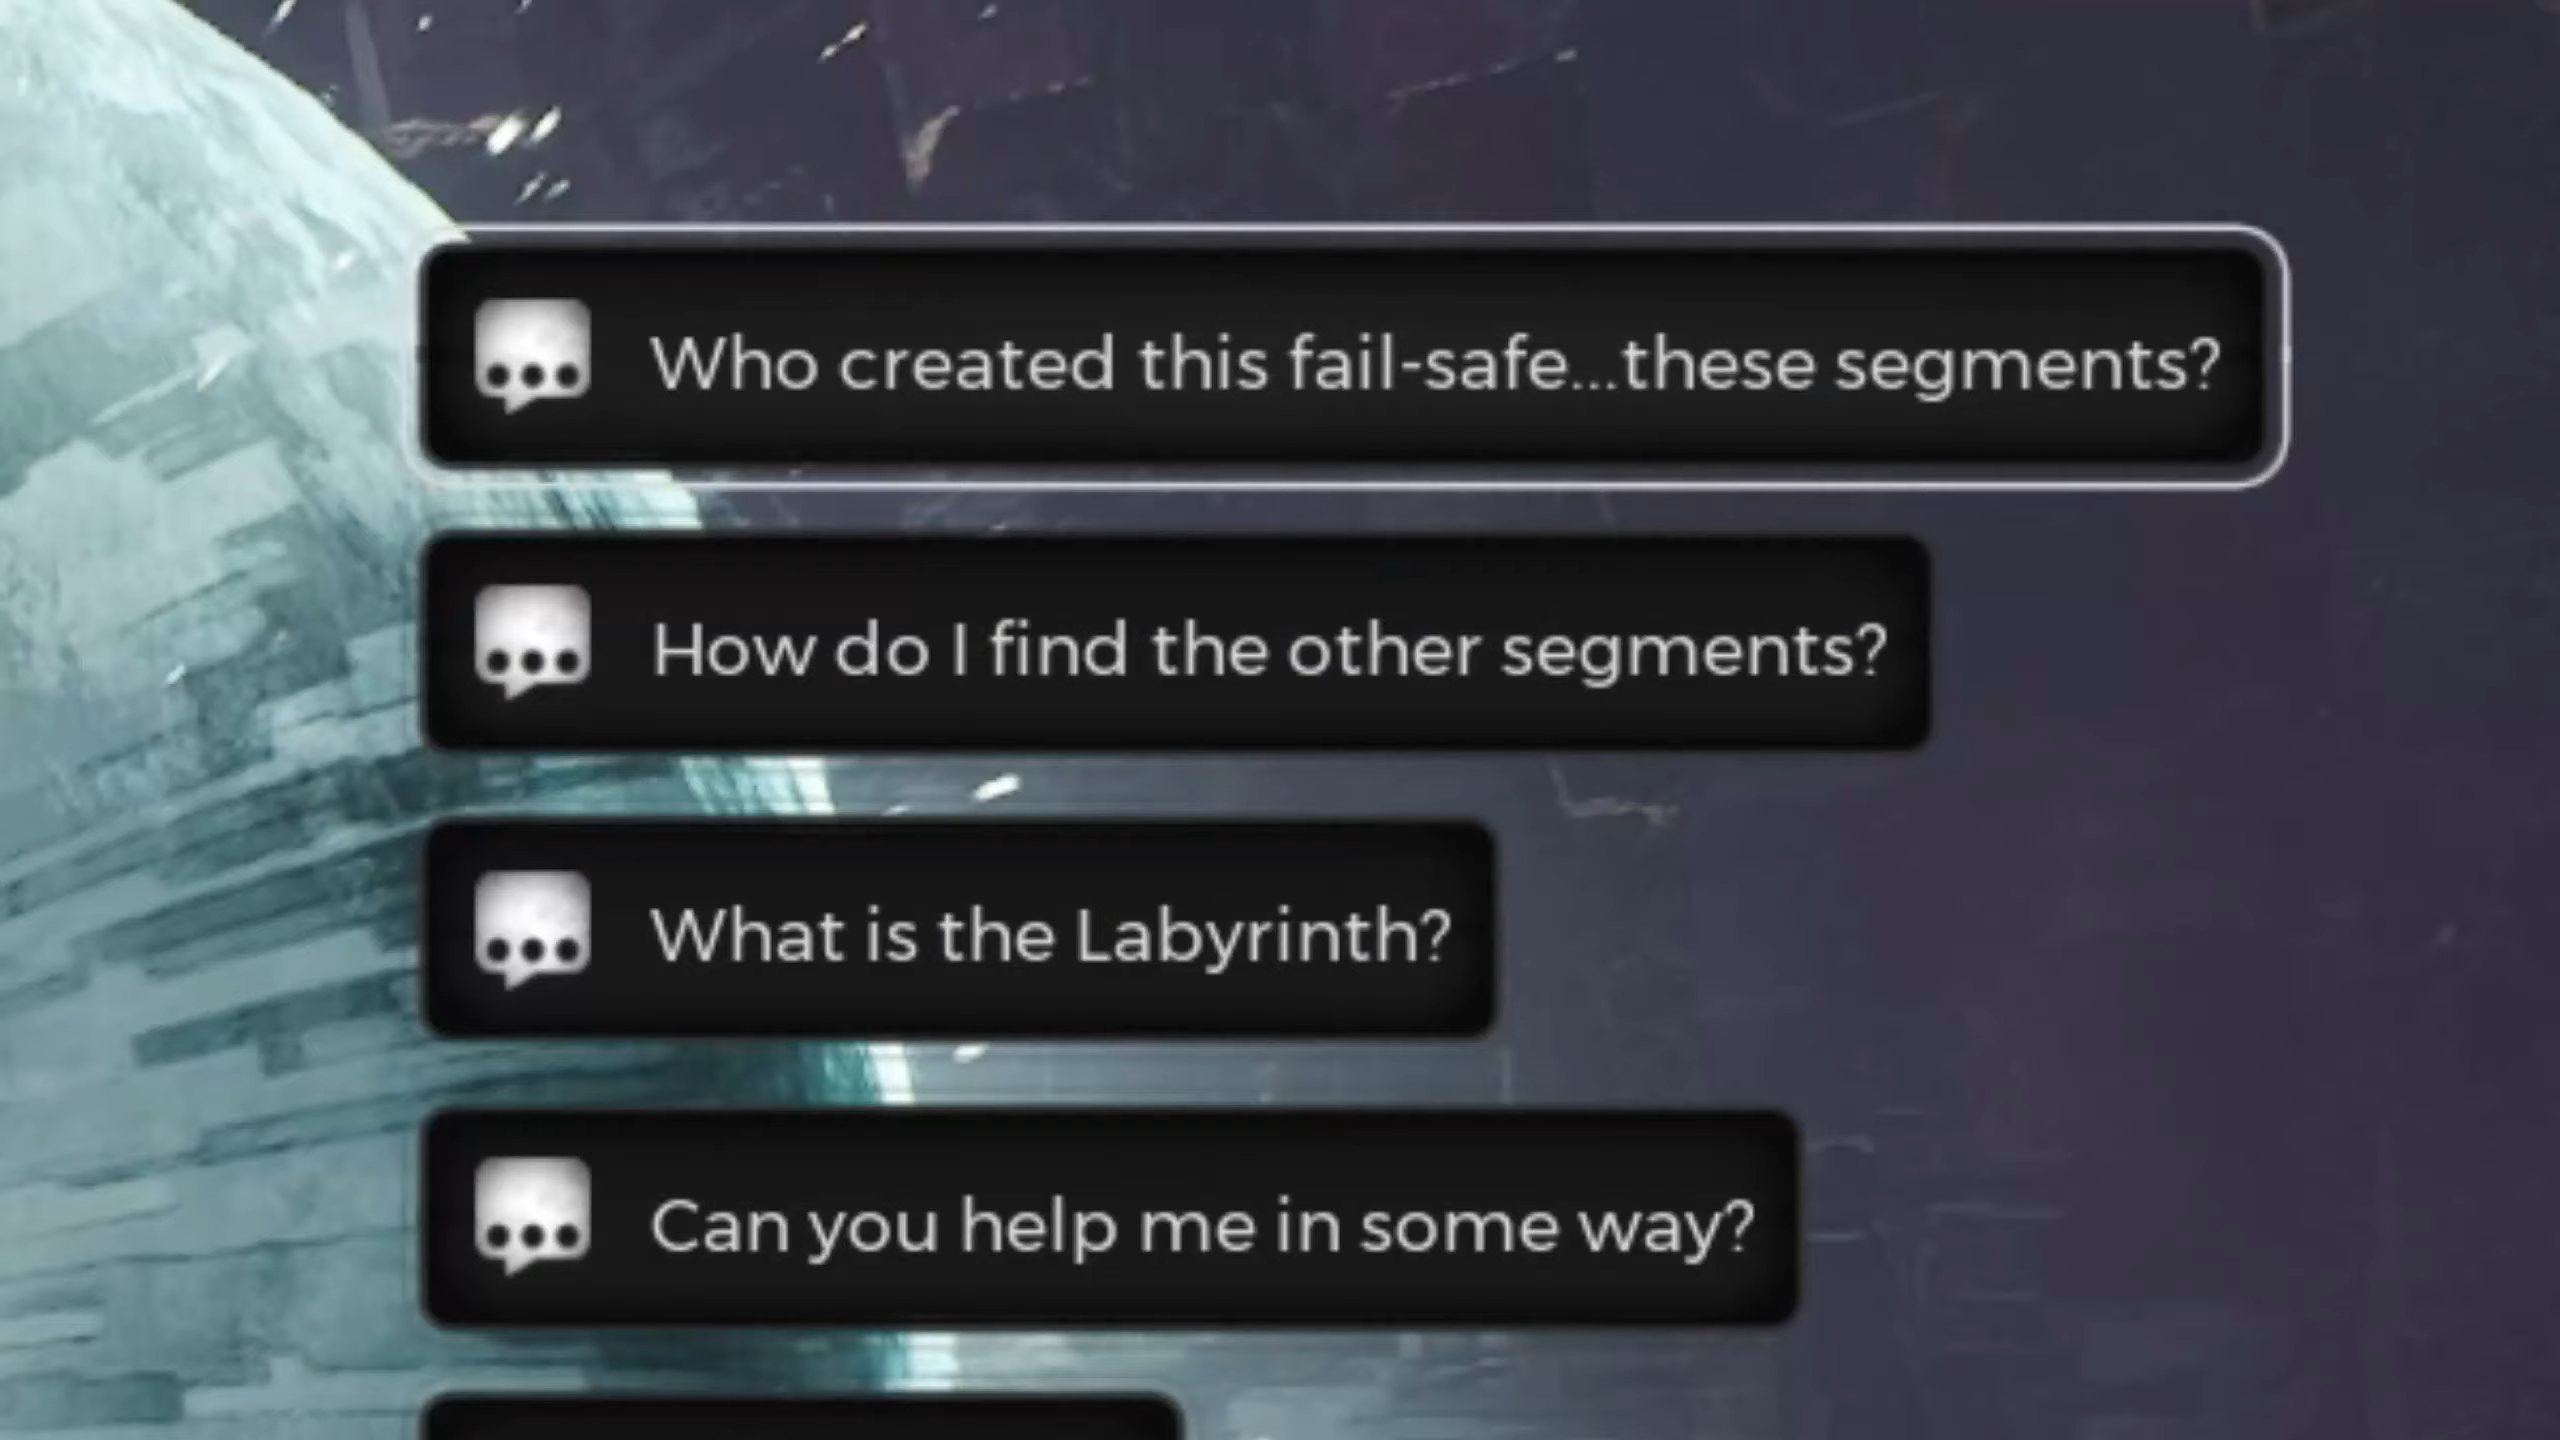 Who created this fail-safe...these segments?
How do I find the other segments?
What is the Labyrinth?
Can you help me in some way?